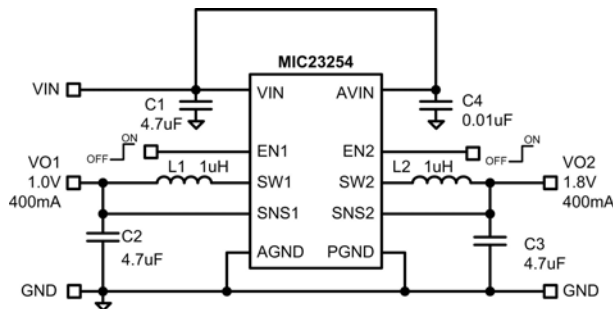 MIC23254
VIN
VIN
AVIN
C1
4.7uF
C4
0.01uF
OFF
ON
EN1
EN2
OFF
ON
VO1
1.0V
400mA
L1
1uH
SW1
SW2
L2
1uH
VO2
1.8V
400mA
SNS1
SNS2
C2
4.7uF
AGND
PGND
C3
4.7uF
GND
GND